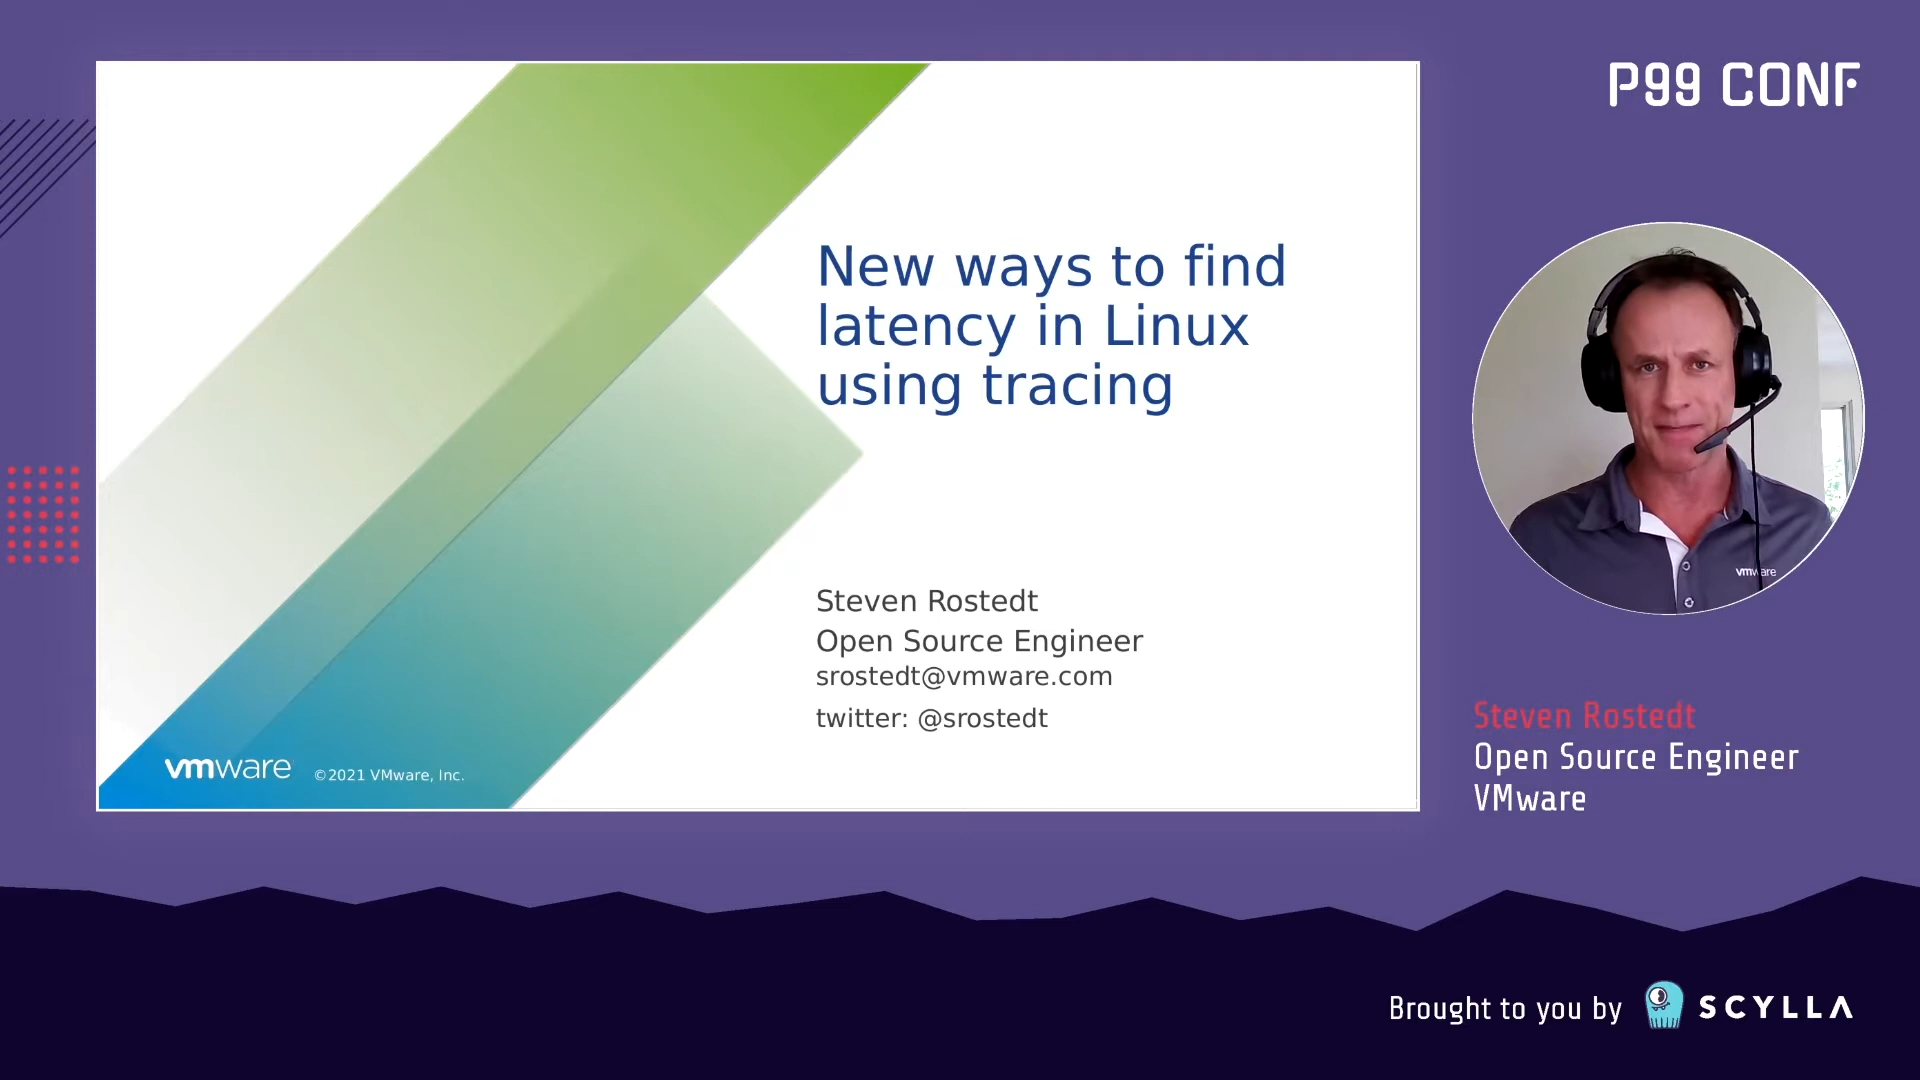 P99 CONF
New ways to find
latency in Linux
using tracing
Steven Rostedt
Open Source Engineer
srostedt@vmware.com
twitter: @srostedt
vmware ©2021 VMware, Inc.
vmware
Steven Rostedt
Open Source Engineer
VMware
Brought to you by SCYLLA